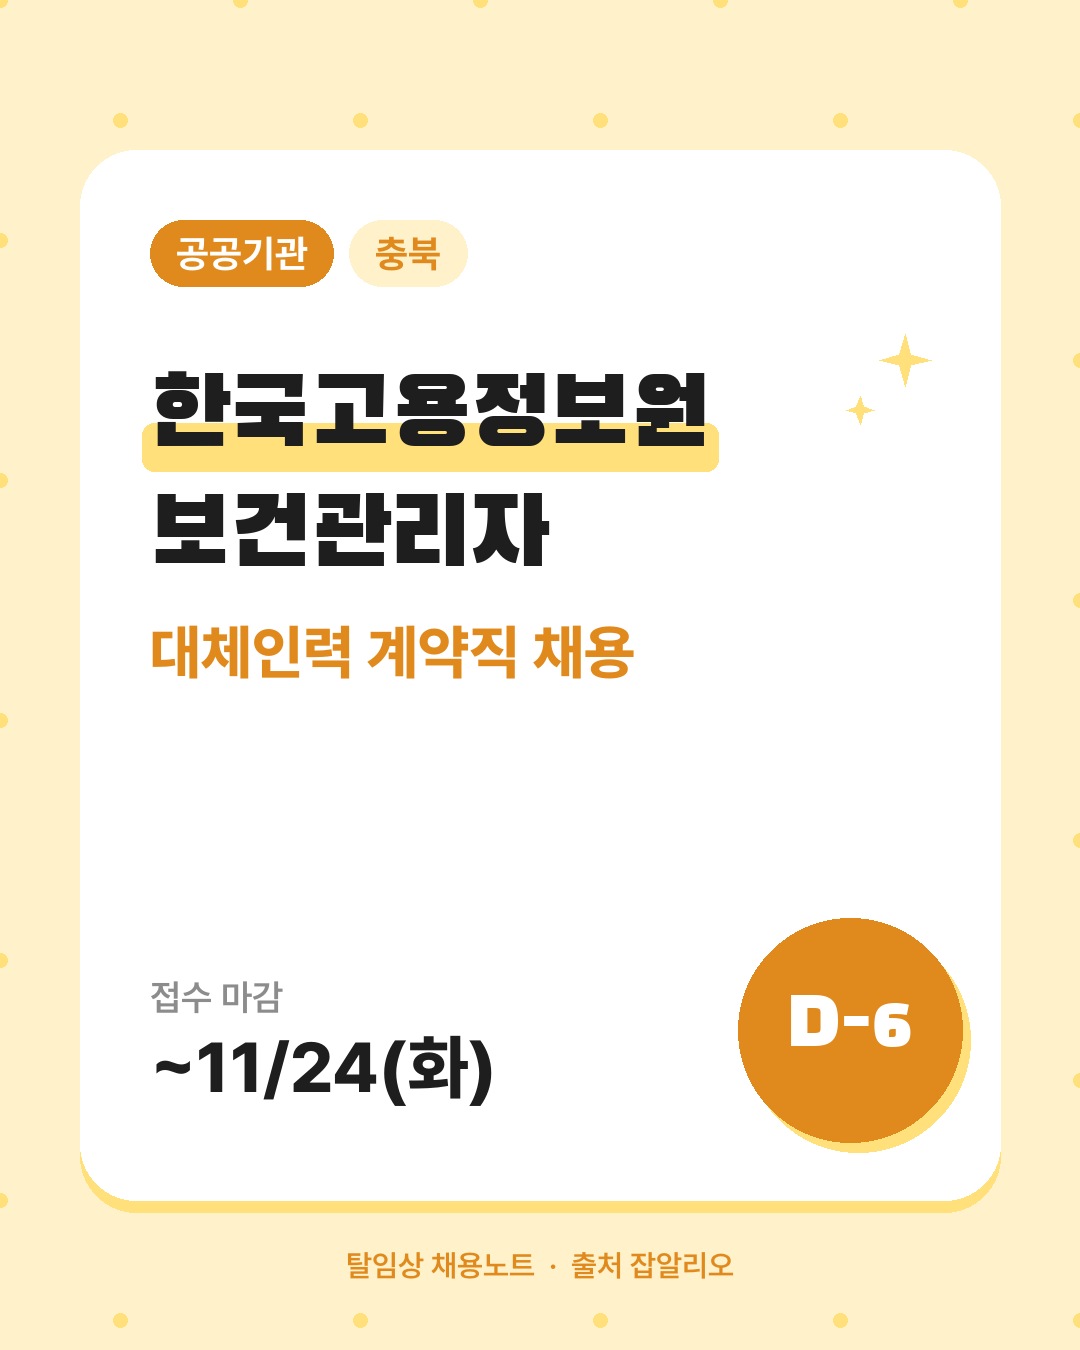 공공기관 충북
한국고용정보원
보건관리자
대체인력 계약직 채용
접수 마감
~11/24(화)
D-6
탈임상 채용노트 · 출처 잡알리오